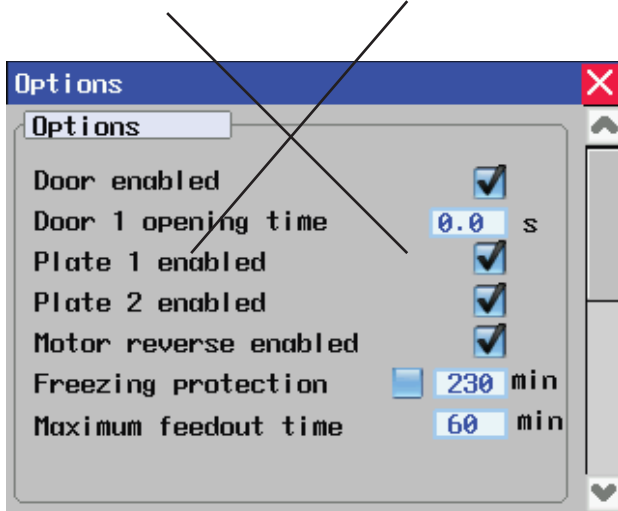 Options
Options
Door enabled
Door 1 opening time 0.0 s
Plate 1 enabled
Plate 2 enabled
Motor reverse enabled
Freezing protection 230 min
Maximum feedout time 60 min